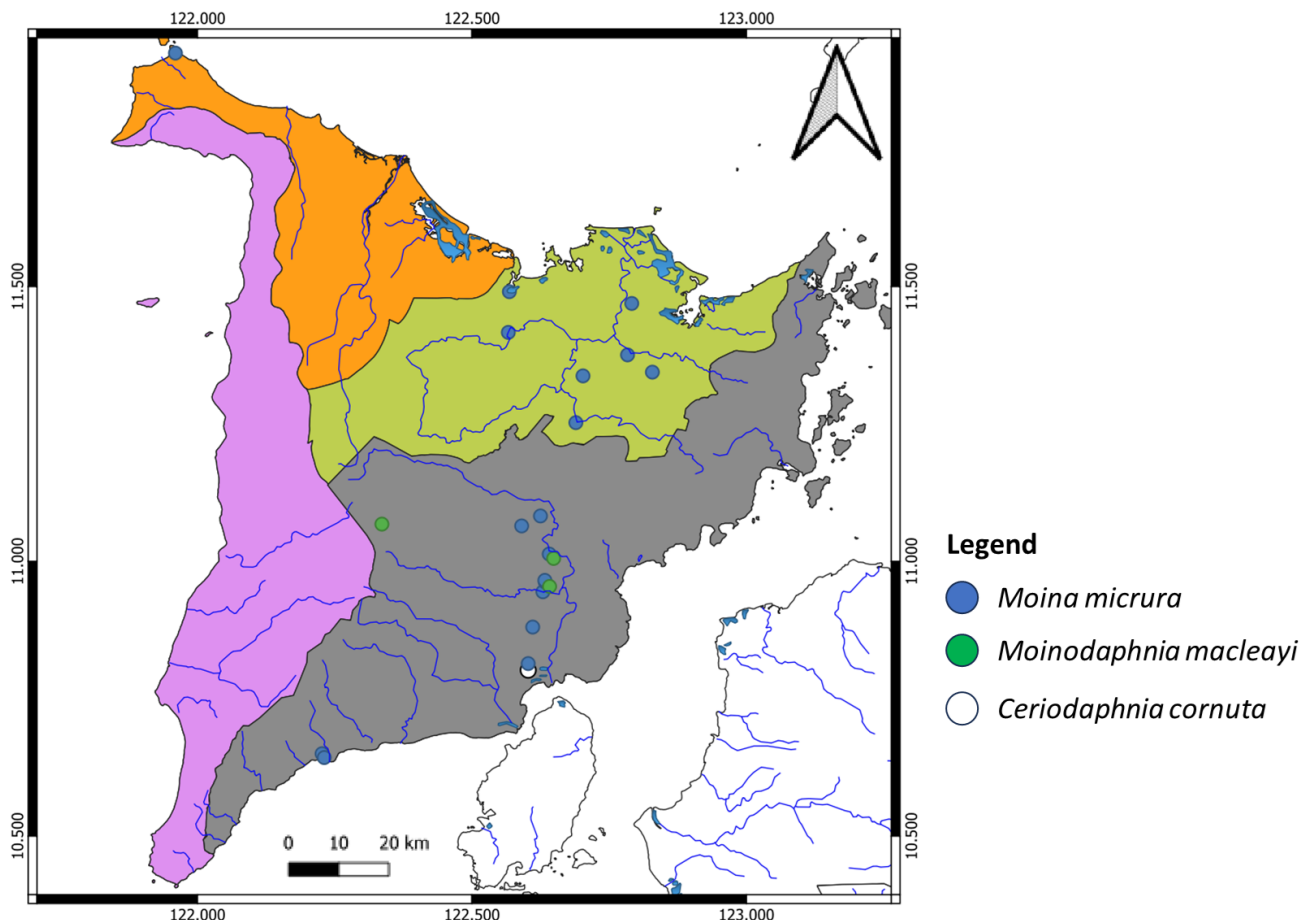 122.000 122.500 123.000
11.500 11.500
11.000 11.000
Legend
Moina micrura
Moinodaphnia macleayi
Ceriodaphnia cornuta
10.500 10.500
0 10 20 km
122.000 122.500 123.000